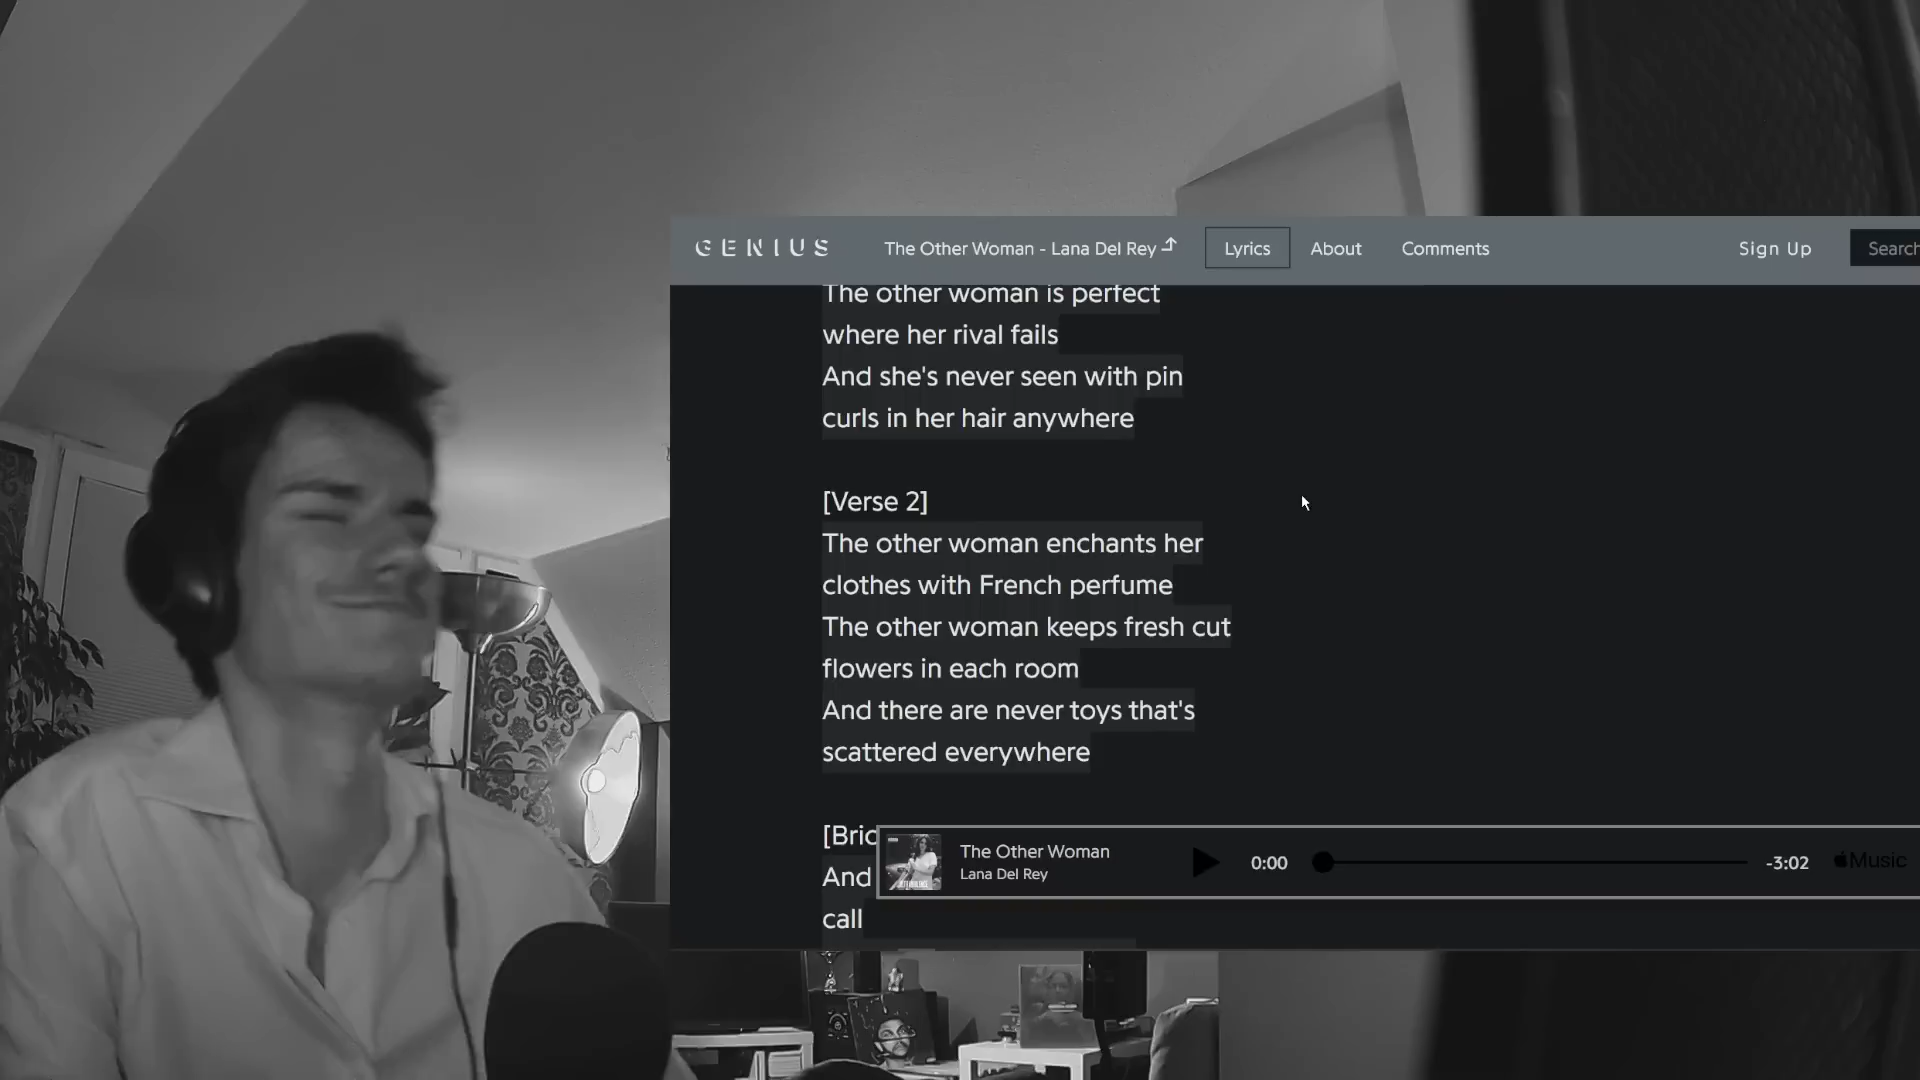 GENIUS
The Other Woman - Lana Del Rey
Lyrics
About
Comments
Sign Up
Search
The other woman is perfect
where her rival fails
And she's never seen with pin
curls in her hair anywhere
[Verse 2]
The other woman enchants her
clothes with French perfume
The other woman keeps fresh cut
flowers in each room
And there are never toys that's
scattered everywhere
[Bri
And
call
The Other Woman
Lana Del Rey
0:00
-3:02
Music